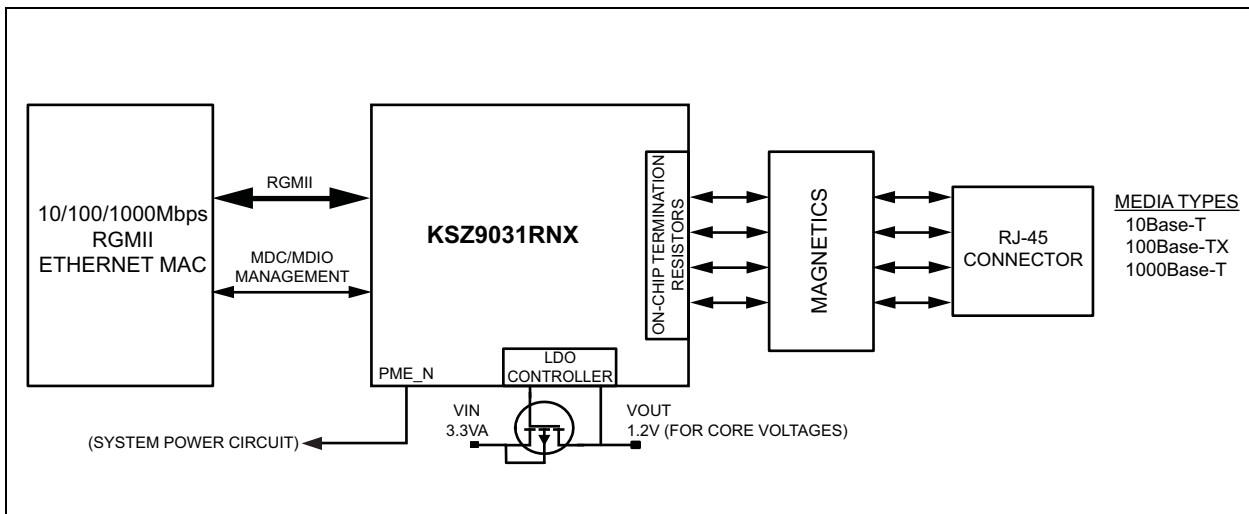 10/100/1000Mbps
RGMII
ETHERNET MAC
RGMII
MDC/MDIO
MANAGEMENT
KSZ9031RNX
ON-CHIP TERMINATION
RESISTORS
LDO
CONTROLLER
PME_N
(SYSTEM POWER CIRCUIT)
VIN
3.3VA
VOUT
1.2V (FOR CORE VOLTAGES)
MAGNETICS
RJ-45
CONNECTOR
MEDIA TYPES
10Base-T
100Base-TX
1000Base-T